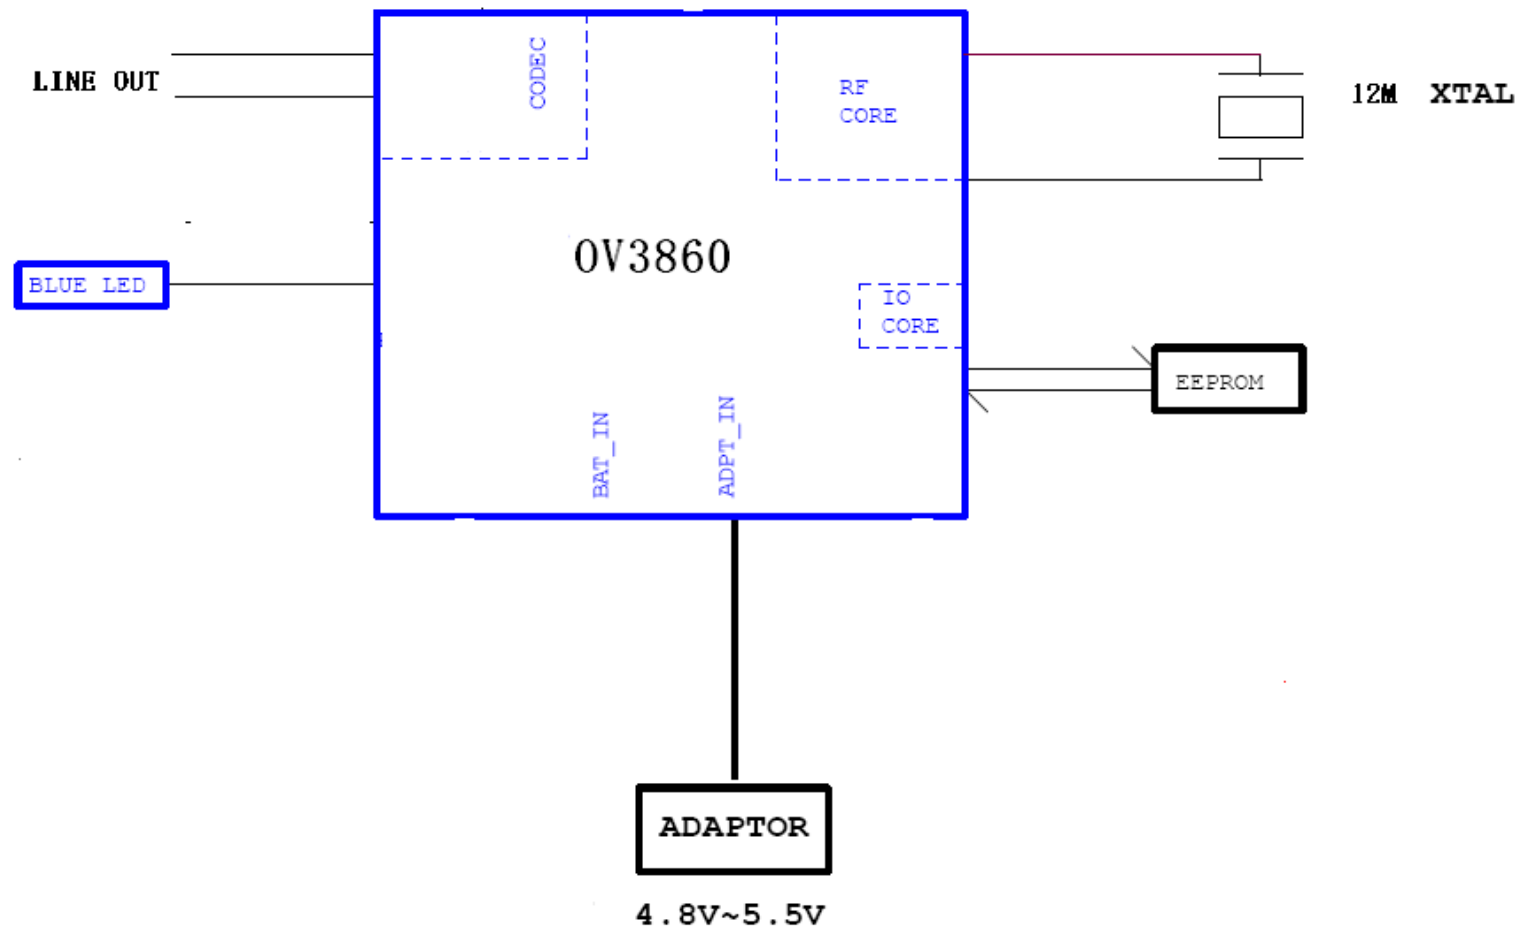 LINE OUT
CODEC
RF
CORE
12M XTAL
OV3860
BLUE LED
IO
CORE
EEPROM
BAT_IN
ADPT_IN
ADAPTOR
4.8V~5.5V